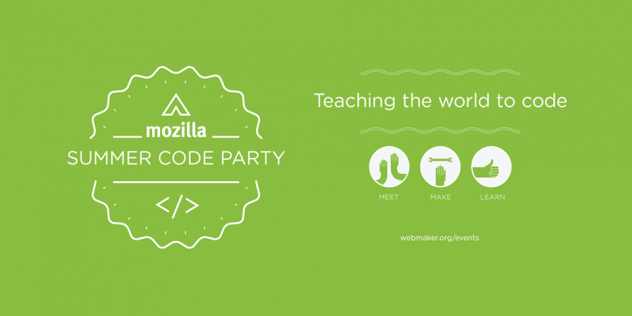 mozilla
SUMMER CODE PARTY
</>
Teaching the world to code
MEET MAKE LEARN
webmaker.org/events